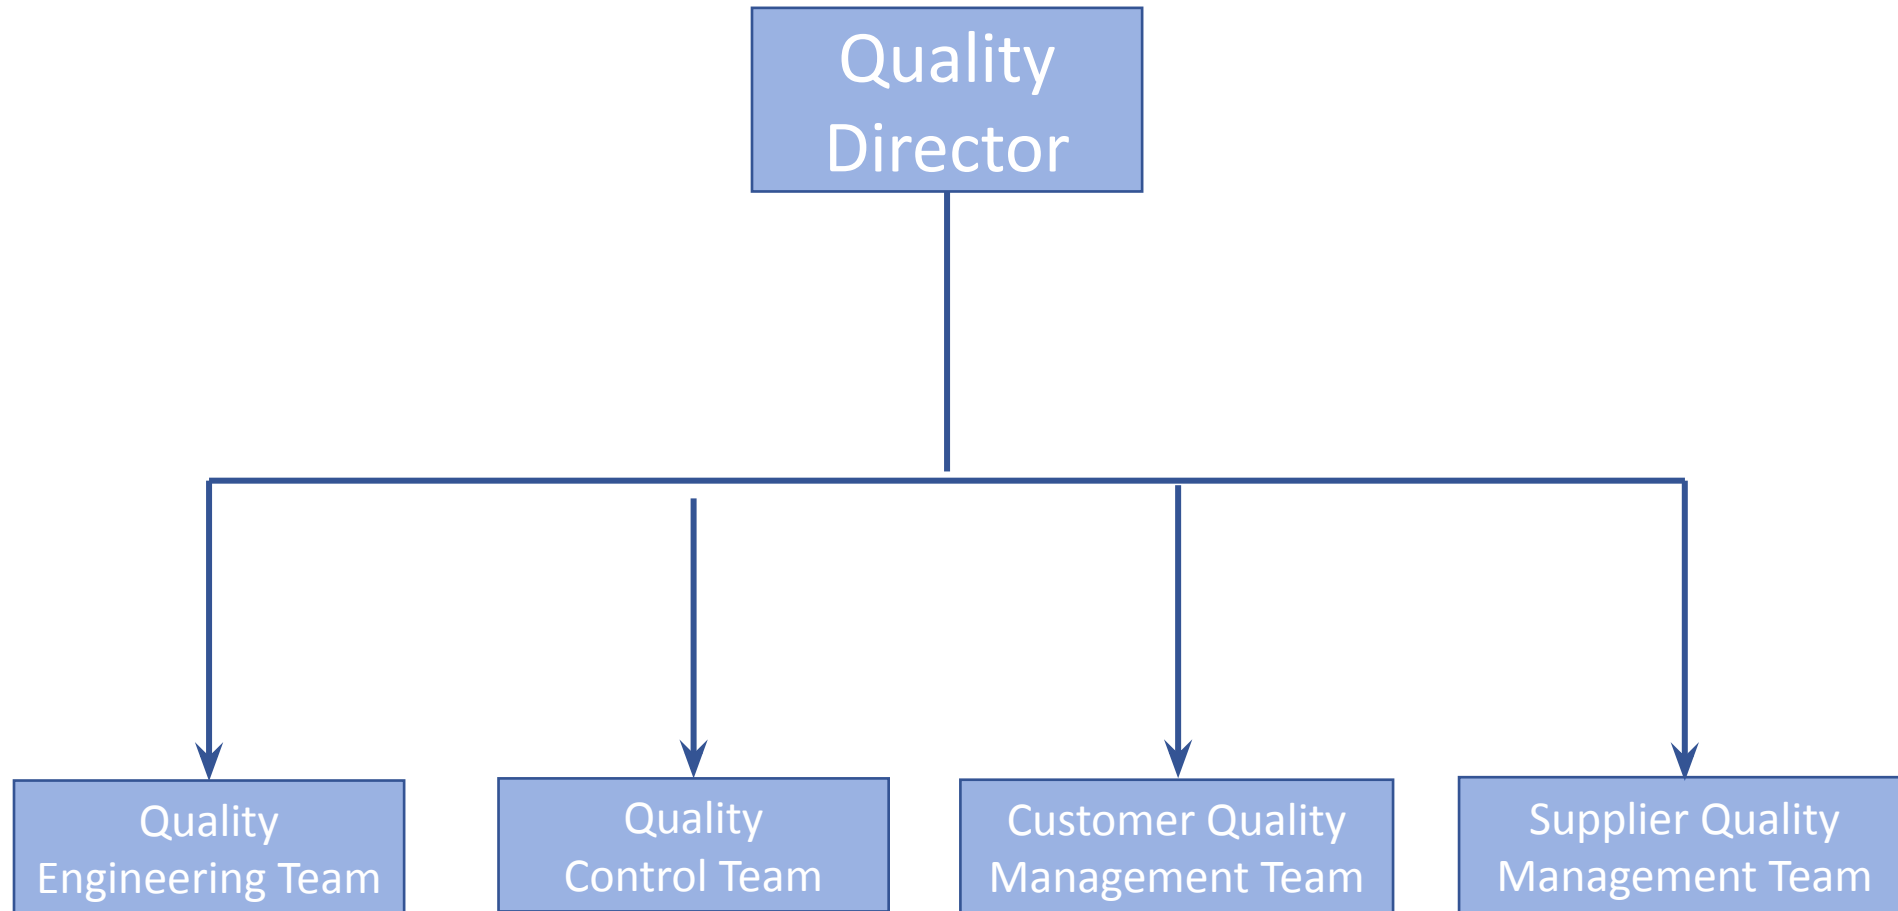 Quality
Director
Quality
Engineering Team
Quality
Control Team
Customer Quality
Management Team
Supplier Quality
Management Team